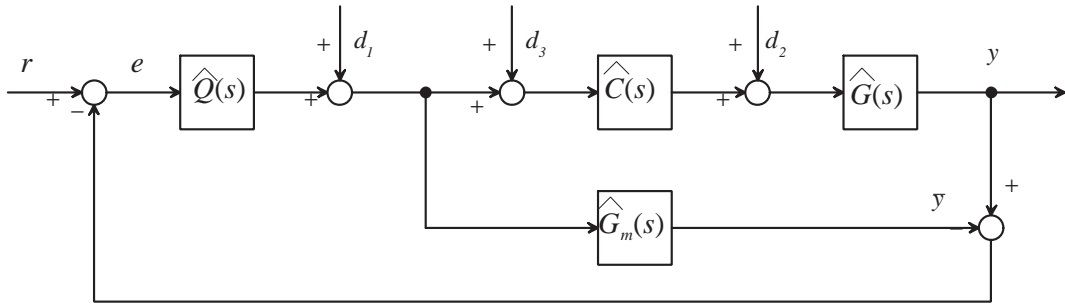 + d₁ + d₃ + d₂
r e y
Q̂(s) Ĉ(s) Ĝ(s)
+ − + + +
+
Ĝₘ(s) ȳ −